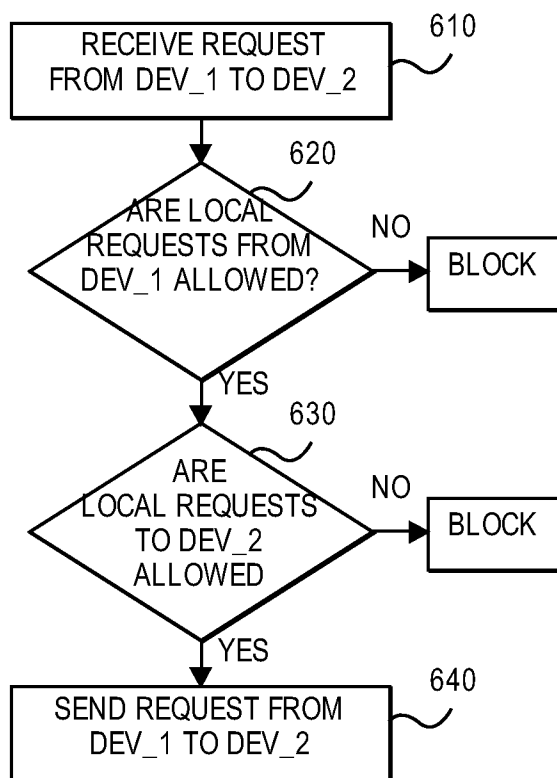 610
RECEIVE REQUEST
FROM DEV_1 TO DEV_2
620
ARE LOCAL
REQUESTS FROM
DEV_1 ALLOWED?
NO
BLOCK
YES
630
ARE
LOCAL REQUESTS
TO DEV_2
ALLOWED
NO
BLOCK
YES
640
SEND REQUEST FROM
DEV_1 TO DEV_2